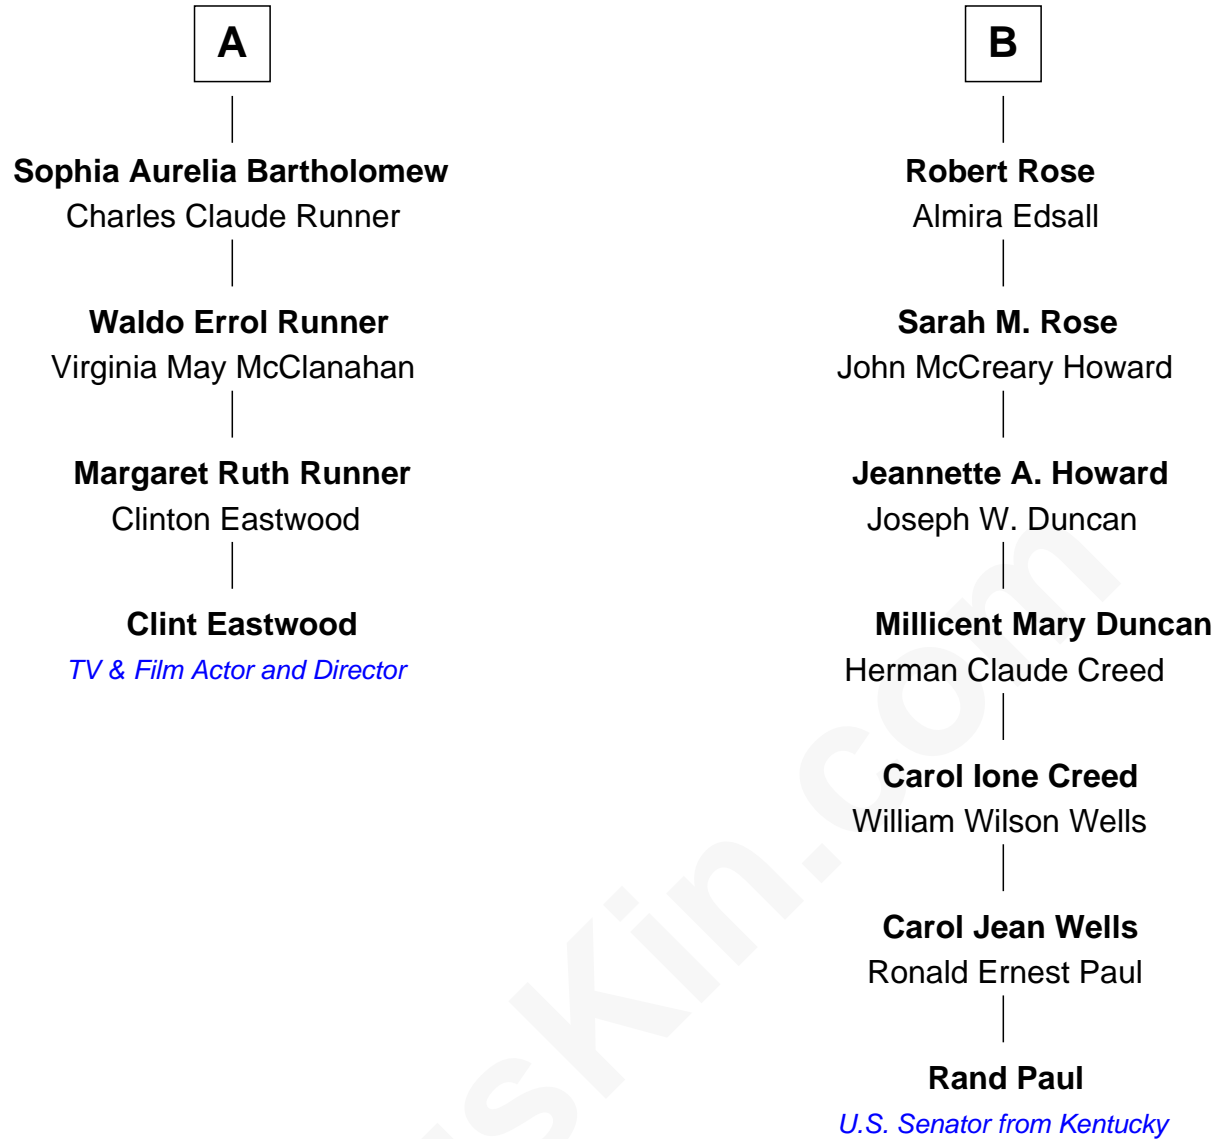 A
Sophia Aurelia Bartholomew
Charles Claude Runner
Waldo Errol Runner
Virginia May McClanahan
Margaret Ruth Runner
Clinton Eastwood
Clint Eastwood
TV & Film Actor and Director
B
Robert Rose
Almira Edsall
Sarah M. Rose
John McCreary Howard
Jeannette A. Howard
Joseph W. Duncan
Millicent Mary Duncan
Herman Claude Creed
Carol Ione Creed
William Wilson Wells
Carol Jean Wells
Ronald Ernest Paul
Rand Paul
U.S. Senator from Kentucky
sKin.com